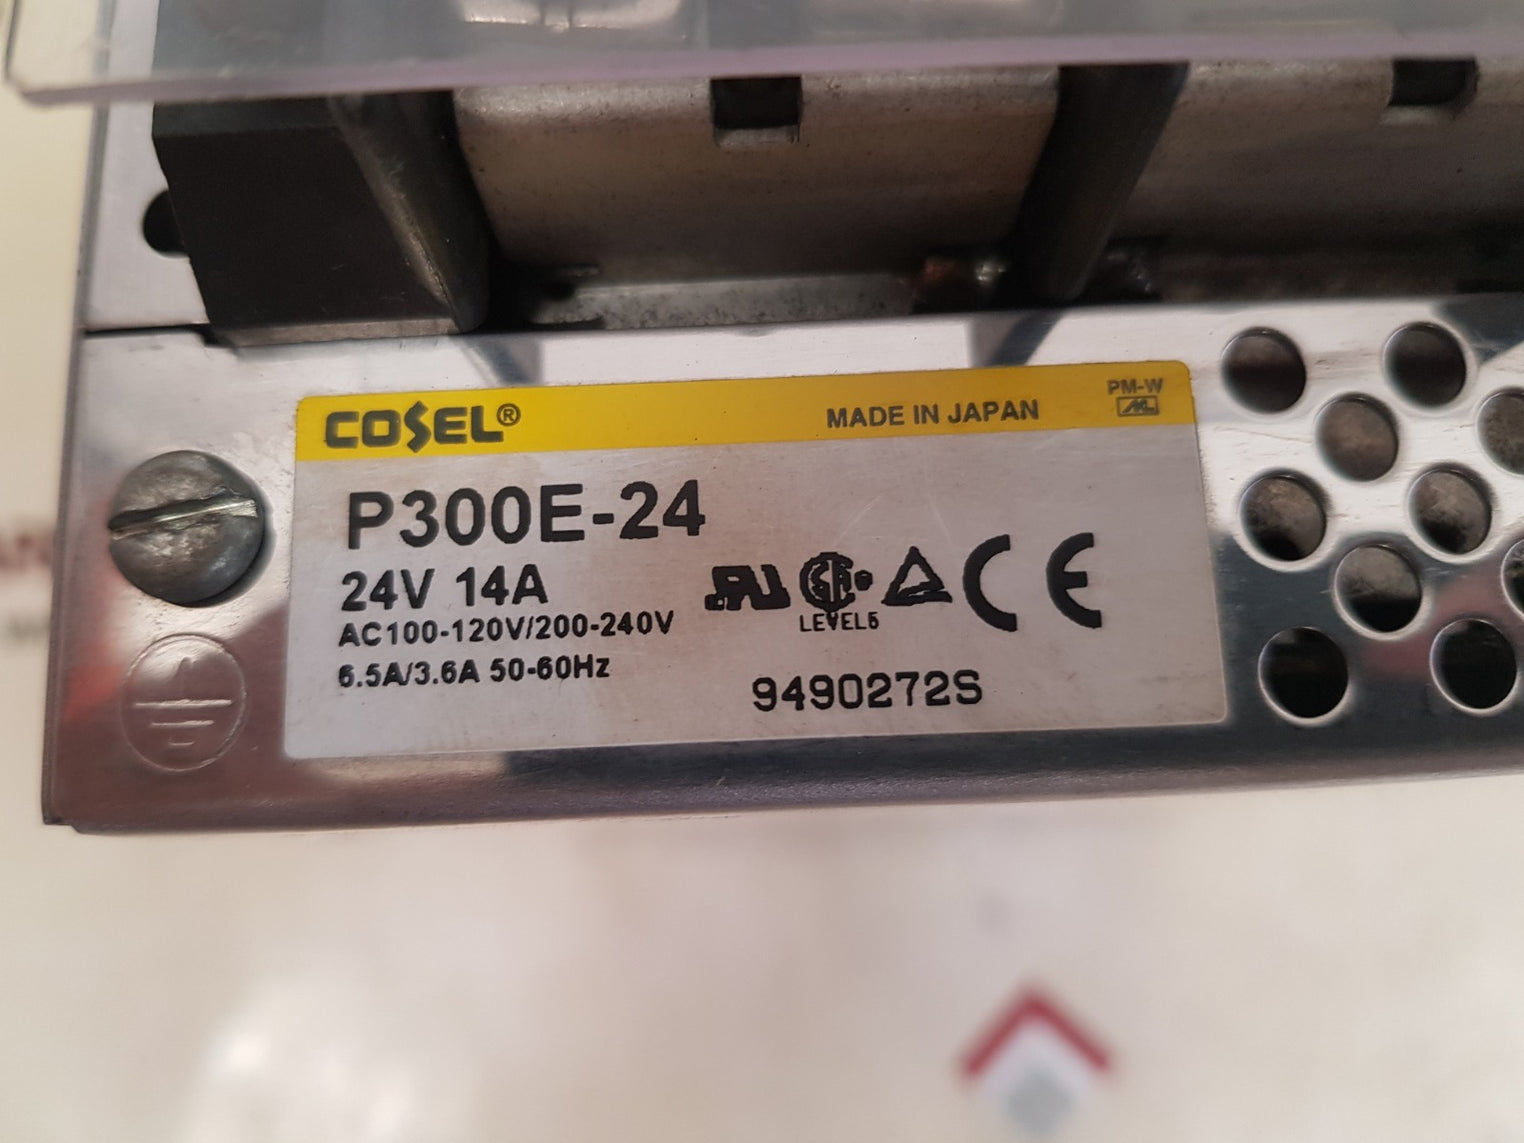 COSEL® MADE IN JAPAN PM-W
P300E-24
24V 14A
AC100-120V/200-240V
6.5A/3.6A 50-60Hz
LEVEL5
CE
9490272S